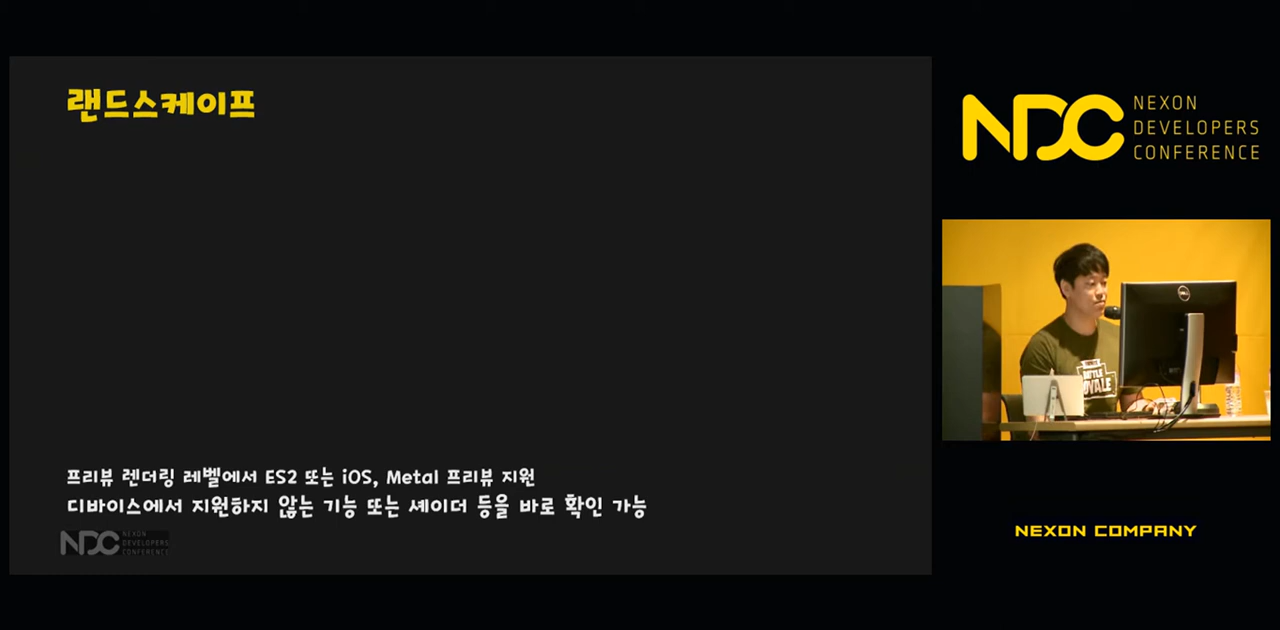 랜드스케이프
프리뷰 렌더링 레벨에서 ES2 또는 iOS, Metal 프리뷰 지원
디바이스에서 지원하지 않는 기능 또는 셰이더 등을 바로 확인 가능
NDC NEXON
DEVELOPERS
CONFERENCE
NDC NEXON
DEVELOPERS
CONFERENCE
DELL
BATTLE
ROYALE
NEXON COMPANY